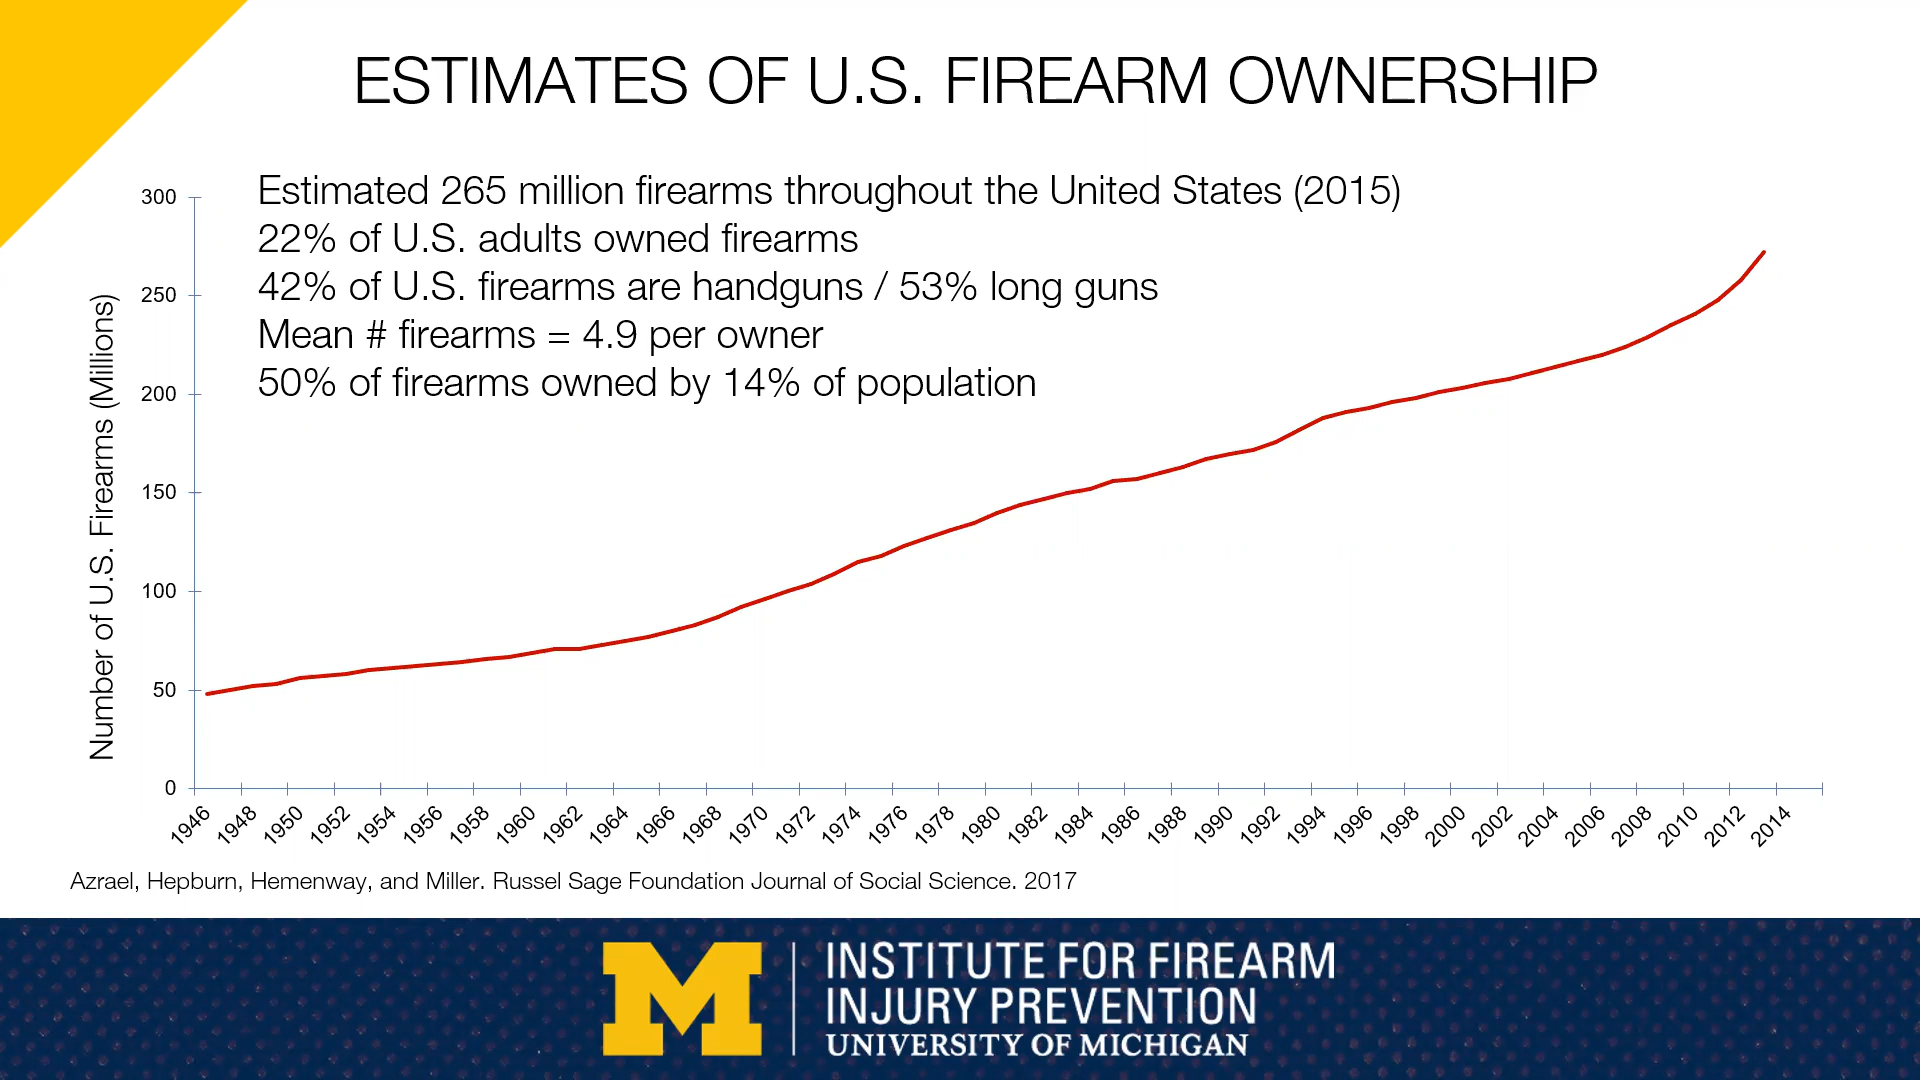 ESTIMATES OF U.S. FIREARM OWNERSHIP
Estimated 265 million firearms throughout the United States (2015)
22% of U.S. adults owned firearms
42% of U.S. firearms are handguns / 53% long guns
Mean # firearms = 4.9 per owner
50% of firearms owned by 14% of population
Number of U.S. Firearms (Millions)
300
250
200
150
100
50
0
1946 1948 1950 1952 1954 1956 1958 1960 1962 1964 1966 1968 1970 1972 1974 1976 1978 1980 1982 1984 1986 1988 1990 1992 1994 1996 1998 2000 2002 2004 2006 2008 2010 2012 2014
Azrael, Hepburn, Hemenway, and Miller. Russel Sage Foundation Journal of Social Science. 2017
M
INSTITUTE FOR FIREARM
INJURY PREVENTION
UNIVERSITY OF MICHIGAN